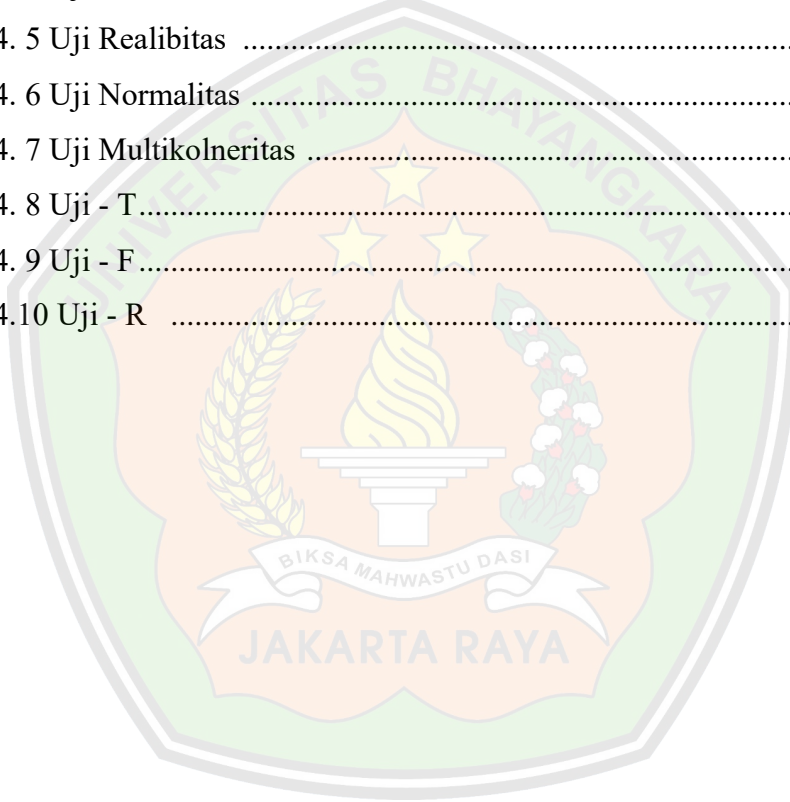 4. 5 Uji Realibitas ........................................................................
4. 6 Uji Normalitas ........................................................................
4. 7 Uji Multikolneritas ........................................................................
4. 8 Uji - T ........................................................................
4. 9 Uji - F ........................................................................
4.10 Uji - R ........................................................................
UNIVERSITAS BHAYANGKARA
BIKSA MAHWASTU DASI
JAKARTA RAYA